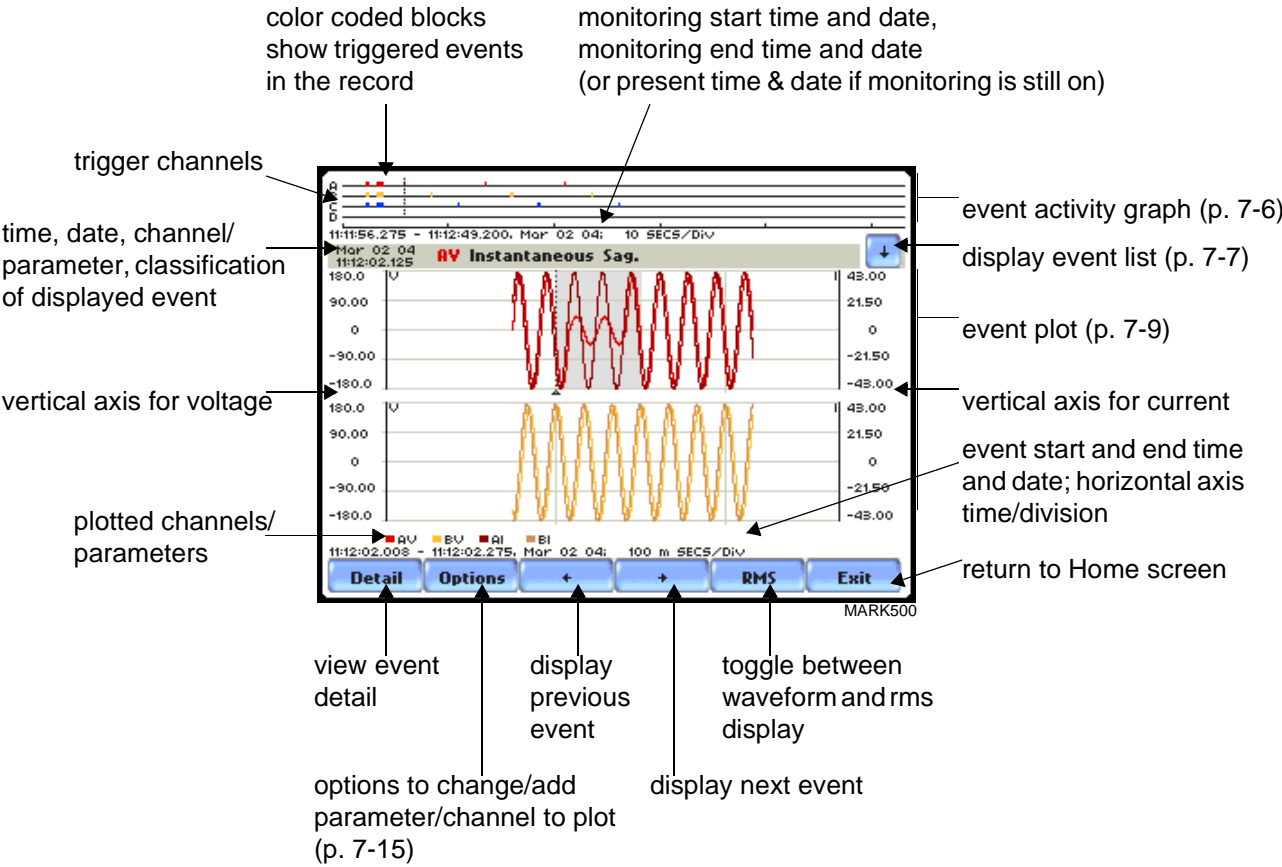 color coded blocks
show triggered events
in the record
monitoring start time and date,
monitoring end time and date
(or present time & date if monitoring is still on)
trigger channels
time, date, channel/
parameter, classification
of displayed event
vertical axis for voltage
plotted channels/
parameters
A
B
C
D
11:11:56.275 - 11:12:49.200, Mar 02 04; 10 SECS/Div
Mar 02 04
11:12:02.125
AV Instantaneous Sag.
↓
180.0 V I 43.00
90.00 21.50
0 0
-90.00 -21.50
-180.0 -43.00
180.0 V I 43.00
90.00 21.50
0 0
-90.00 -21.50
-180.0 -43.00
AV BV AI BI
11:12:02.008 - 11:12:02.275, Mar 02 04; 100 m SECS/Div
Detail Options ← → RMS Exit
MARK500
event activity graph (p. 7-6)
display event list (p. 7-7)
event plot (p. 7-9)
vertical axis for current
event start and end time
and date; horizontal axis
time/division
return to Home screen
view event
detail
display
previous
event
toggle between
waveform and rms
display
options to change/add
parameter/channel to plot
(p. 7-15)
display next event